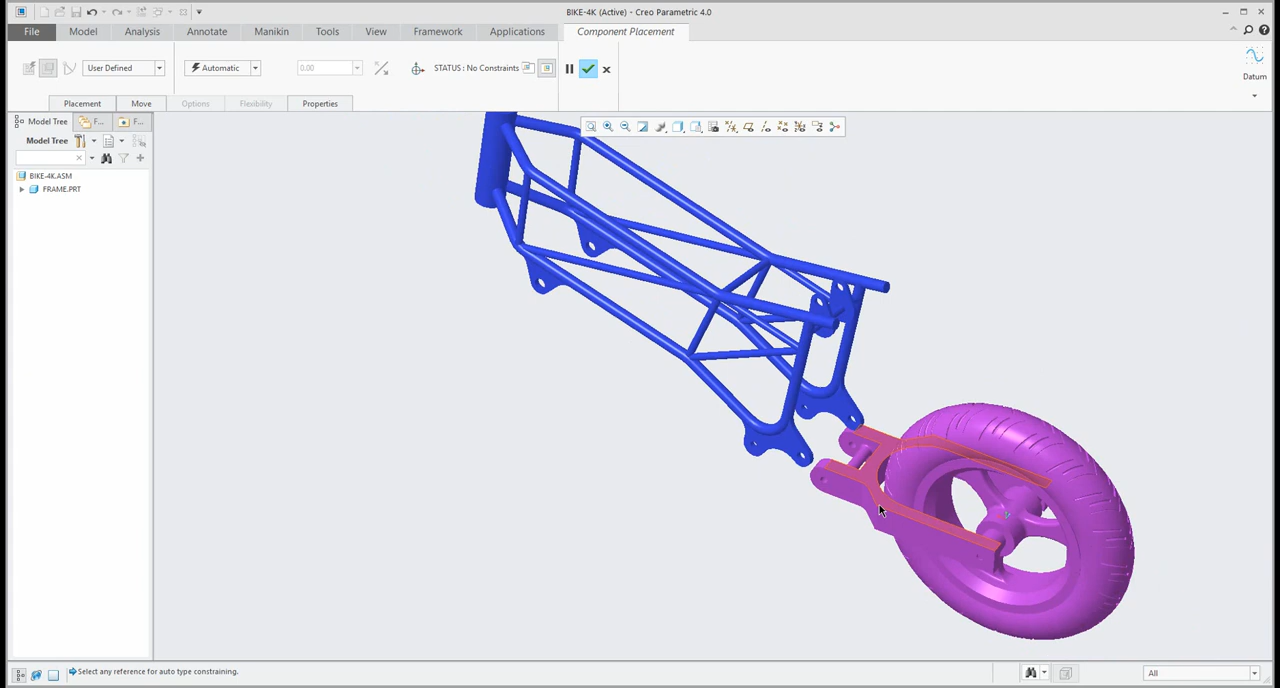 BIKE-4K (Active) - Creo Parametric 4.0
File Model Analysis Annotate Manikin Tools View Framework Applications Component Placement
User Defined Automatic 0.00 STATUS : No Constraints
Datum
Placement Move Options Flexibility Properties
Model Tree F... F...
Model Tree
BIKE-4K.ASM
FRAME.PRT
Select any reference for auto type constraining.
All